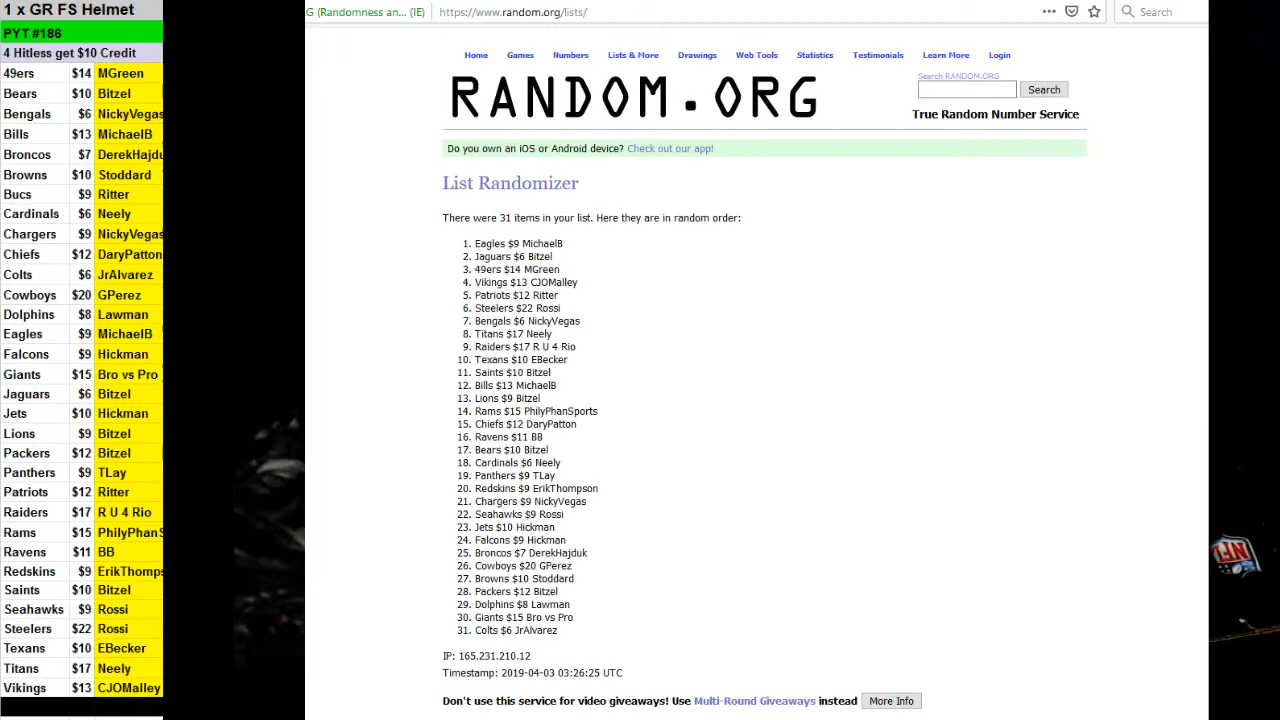 1 x GR FS Helmet
PYT #186
4 Hitless get $10 Credit
49ers $14 MGreen
Bears $10 Bitzel
Bengals $6 NickyVegas
Bills $13 MichaelB
Broncos $7 DerekHajdu
Browns $10 Stoddard
Bucs $9 Ritter
Cardinals $6 Neely
Chargers $9 NickyVegas
Chiefs $12 DaryPatton
Colts $6 JrAlvarez
Cowboys $20 GPerez
Dolphins $8 Lawman
Eagles $9 MichaelB
Falcons $9 Hickman
Giants $15 Bro vs Pro
Jaguars $6 Bitzel
Jets $10 Hickman
Lions $9 Bitzel
Packers $12 Bitzel
Panthers $9 TLay
Patriots $12 Ritter
Raiders $17 R U 4 Rio
Rams $15 PhilyPhanS
Ravens $11 BB
Redskins $9 ErikThomps
Saints $10 Bitzel
Seahawks $9 Rossi
Steelers $22 Rossi
Texans $10 EBecker
Titans $17 Neely
Vikings $13 CJOMalley
G (Randomness an... (IE) https://www.random.org/lists/ Search
Home Games Numbers Lists & More Drawings Web Tools Statistics Testimonials Learn More Login
RANDOM.ORG
Search RANDOM.ORG
Search
True Random Number Service
Do you own an iOS or Android device? Check out our app!
List Randomizer
There were 31 items in your list. Here they are in random order:
1. Eagles $9 MichaelB
2. Jaguars $6 Bitzel
3. 49ers $14 MGreen
4. Vikings $13 CJOMalley
5. Patriots $12 Ritter
6. Steelers $22 Rossi
7. Bengals $6 NickyVegas
8. Titans $17 Neely
9. Raiders $17 R U 4 Rio
10. Texans $10 EBecker
11. Saints $10 Bitzel
12. Bills $13 MichaelB
13. Lions $9 Bitzel
14. Rams $15 PhilyPhanSports
15. Chiefs $12 DaryPatton
16. Ravens $11 BB
17. Bears $10 Bitzel
18. Cardinals $6 Neely
19. Panthers $9 TLay
20. Redskins $9 ErikThompson
21. Chargers $9 NickyVegas
22. Seahawks $9 Rossi
23. Jets $10 Hickman
24. Falcons $9 Hickman
25. Broncos $7 DerekHajduk
26. Cowboys $20 GPerez
27. Browns $10 Stoddard
28. Packers $12 Bitzel
29. Dolphins $8 Lawman
30. Giants $15 Bro vs Pro
31. Colts $6 JrAlvarez
IP: 165.231.210.12
Timestamp: 2019-04-03 03:26:25 UTC
Don't use this service for video giveaways! Use Multi-Round Giveaways instead More Info
NFL